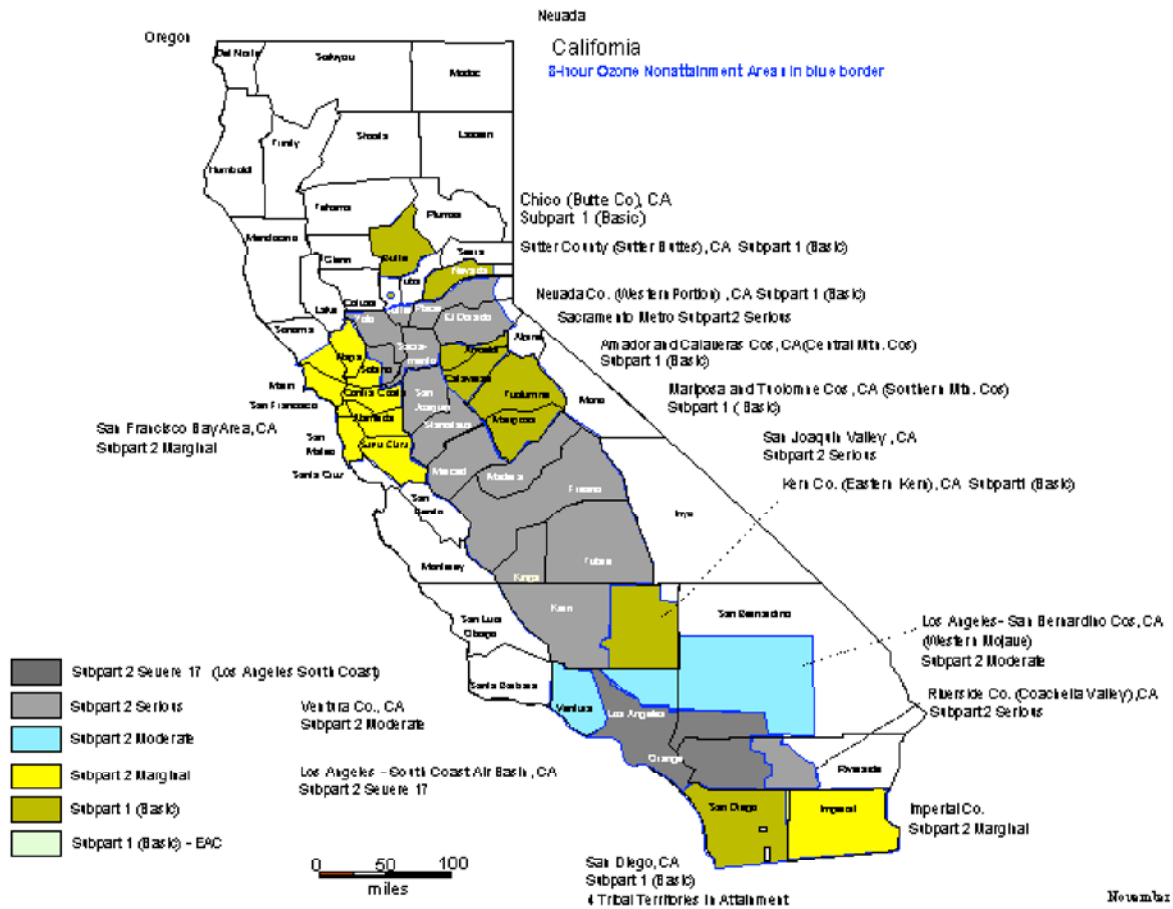 Nevada
Oregon
California
8-hour Ozone Nonattainment Areas in blue border
Del Norte
Siskiyou
Modoc
Humboldt
Trinity
Shasta
Lassen
Tehama
Plumas
Chico (Butte Co), CA
Subpart 1 (Basic)
Mendocino
Glenn
Butte
Sierra
Sutter County (Sutter Buttes), CA Subpart 1 (Basic)
Nevada
Lake
Colusa
Yuba
Nevada Co. (Western Portion), CA Subpart 1 (Basic)
Sonoma
Yolo
Sutter
Placer
El Dorado
Sacramento Metro Subpart 2 Serious
Napa
Sacra-
mento
Amador
Alpine
Amador and Calaveras Cos, CA (Central Mtn. Cos)
Subpart 1 (Basic)
Marin
Solano
Calaveras
Contra Costa
San
Joaquin
Tuolumne
Mono
Mariposa and Tuolomne Cos, CA (Southern Mtn. Cos)
Subpart 1 (Basic)
San Francisco
Alameda
Stanislaus
Mariposa
San Francisco Bay Area, CA
Subpart 2 Marginal
San
Mateo
Santa Clara
San Joaquin Valley, CA
Subpart 2 Serious
Santa Cruz
Merced
Madera
Kern Co. (Eastern Kern), CA Subpart1 (Basic)
San
Benito
Fresno
Inyo
Monterey
Kings
Tulare
San Luis
Obispo
Kern
San Bernardino
Los Angeles - San Bernardino Cos, CA
(Western Mojave)
Subpart 2 Moderate
Subpart 2 Severe 17 (Los Angeles South Coast)
Santa Barbara
Riverside Co. (Coachella Valley), CA
Subpart 2 Serious
Subpart 2 Serious
Ventura Co., CA
Subpart 2 Moderate
Ventura
Los Angeles
Subpart 2 Moderate
Orange
Riverside
Subpart 2 Marginal
Los Angeles - South Coast Air Basin, CA
Subpart 2 Severe 17
Subpart 1 (Basic)
San Diego
Imperial
Imperial Co.
Subpart 2 Marginal
Subpart 1 (Basic) - EAC
0 50 100
miles
San Diego, CA
Subpart 1 (Basic)
4 Tribal Territories In Attainment
November